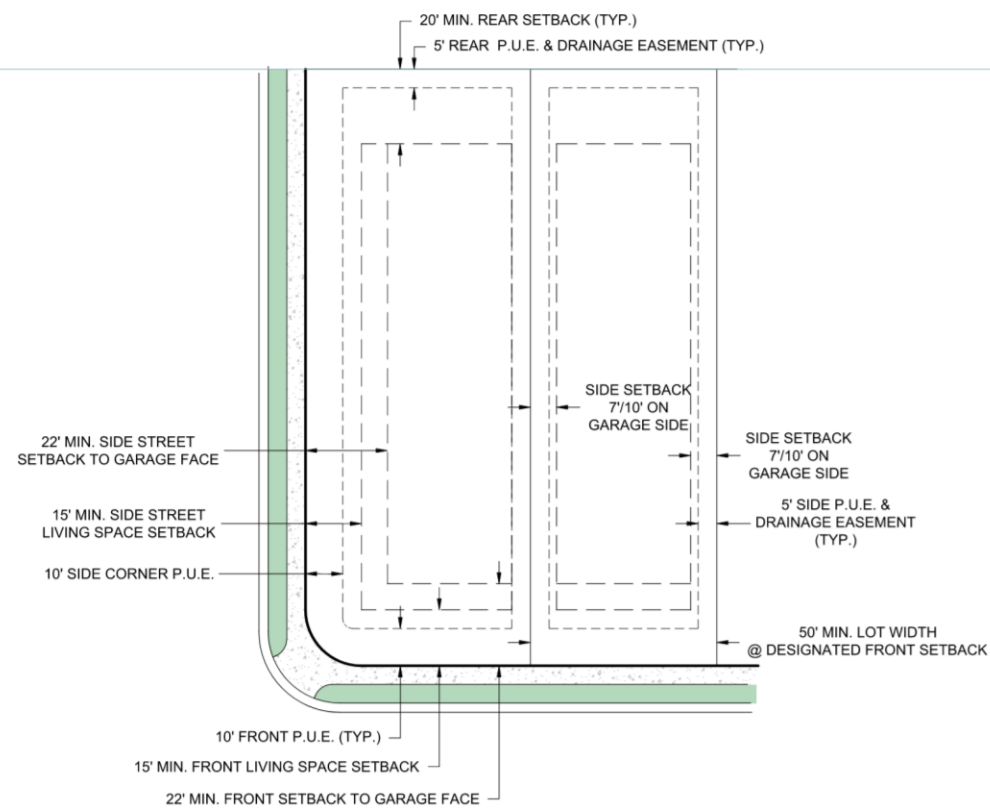 20' MIN. REAR SETBACK (TYP.)
5' REAR P.U.E. & DRAINAGE EASEMENT (TYP.)
SIDE SETBACK
7'/10' ON
GARAGE SIDE
22' MIN. SIDE STREET
SETBACK TO GARAGE FACE
SIDE SETBACK
7'/10' ON
GARAGE SIDE
15' MIN. SIDE STREET
LIVING SPACE SETBACK
5' SIDE P.U.E. &
DRAINAGE EASEMENT
(TYP.)
10' SIDE CORNER P.U.E.
50' MIN. LOT WIDTH
@ DESIGNATED FRONT SETBACK
10' FRONT P.U.E. (TYP.)
15' MIN. FRONT LIVING SPACE SETBACK
22' MIN. FRONT SETBACK TO GARAGE FACE